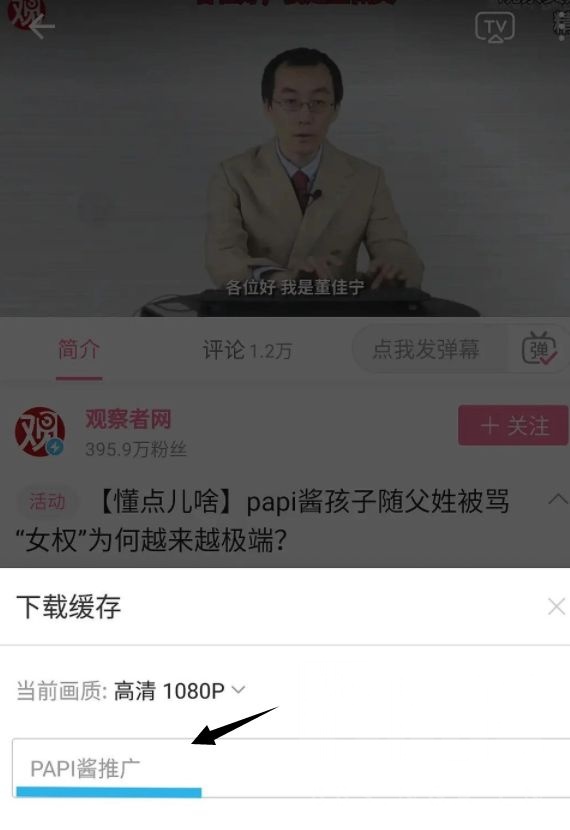 观
TV
各位好 我是董佳宁
简介
评论 1.2万
点我发弹幕
弹
观
观察者网
395.9万粉丝
+ 关注
活动
【懂点儿啥】papi酱孩子随父姓被骂
“女权”为何越来越极端?
下载缓存
当前画质: 高清 1080P
PAPI酱推广